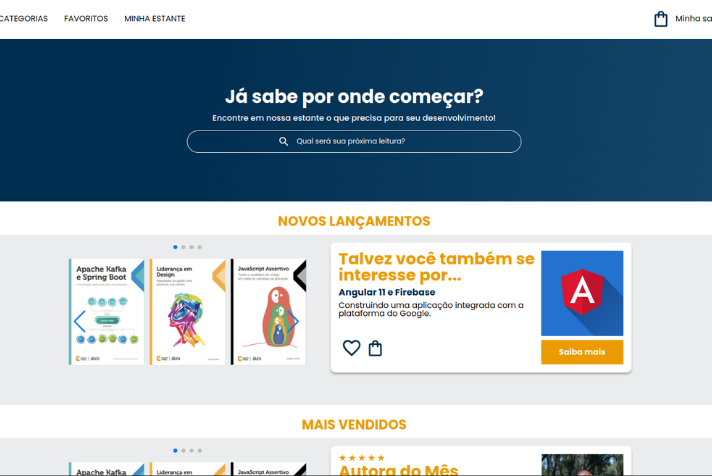 CATEGORIAS FAVORITOS MINHA ESTANTE
Minha sa
Já sabe por onde começar?
Encontre em nossa estante o que precisa para seu desenvolvimento!
Qual será sua próxima leitura?
NOVOS LANÇAMENTOS
Apache Kafka
e Spring Boot
Liderança em
Design
JavaScript Assertivo
Talvez você também se
interesse por...
Angular 11 e Firebase
Construindo uma aplicação integrada com a
plataforma do Google.
A
Saiba mais
MAIS VENDIDOS
Apache Kafka
Liderança em
JavaScript Assertivo
Autora do Mês